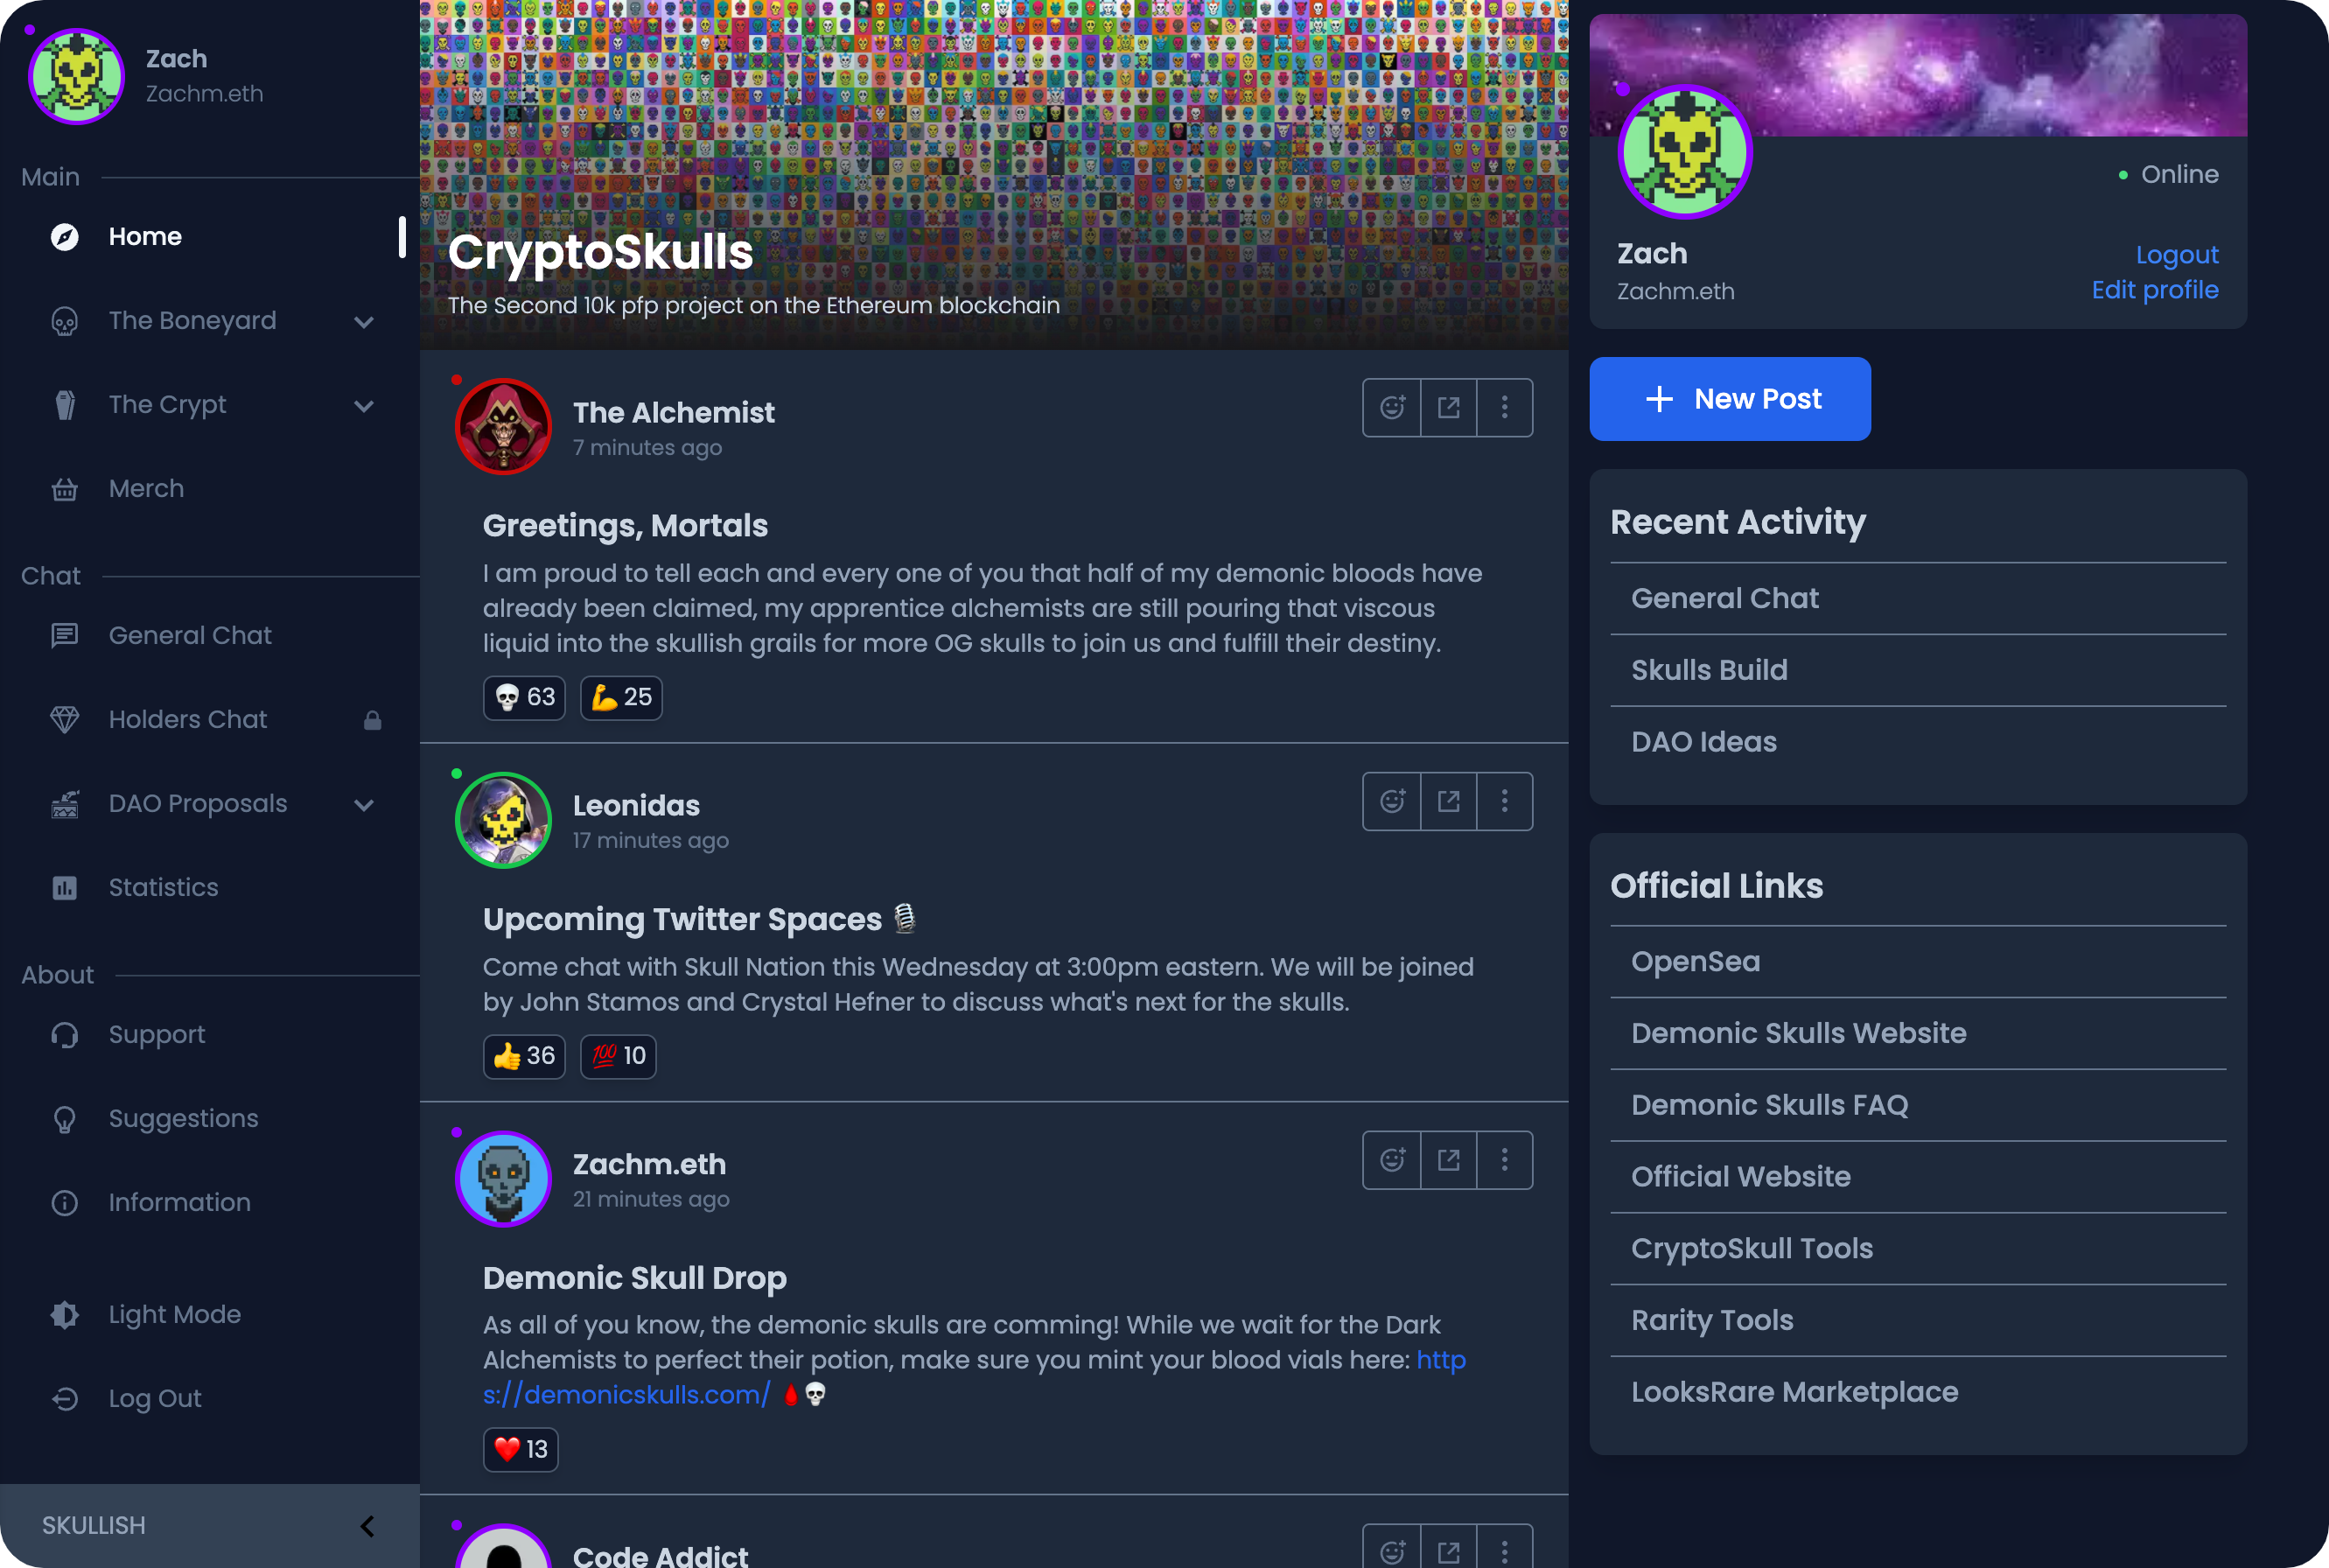 Zach
Zachm.eth
Main
Home
The Boneyard
The Crypt
Merch
Chat
General Chat
Holders Chat
DAO Proposals
Statistics
About
Support
Suggestions
Information
Light Mode
Log Out
SKULLISH
CryptoSkulls
The Second 10k pfp project on the Ethereum blockchain
The Alchemist
7 minutes ago
Greetings, Mortals
I am proud to tell each and every one of you that half of my demonic bloods have
already been claimed, my apprentice alchemists are still pouring that viscous
liquid into the skullish grails for more OG skulls to join us and fulfill their destiny.
💀 63 💪 25
Leonidas
17 minutes ago
Upcoming Twitter Spaces 🎙
Come chat with Skull Nation this Wednesday at 3:00pm eastern. We will be joined
by John Stamos and Crystal Hefner to discuss what's next for the skulls.
👍 36 💯 10
Zachm.eth
21 minutes ago
Demonic Skull Drop
As all of you know, the demonic skulls are comming! While we wait for the Dark
Alchemists to perfect their potion, make sure you mint your blood vials here: http
s://demonicskulls.com/ 🩸💀
❤️ 13
Code Addict
Online
Zach
Logout
Zachm.eth
Edit profile
New Post
Recent Activity
General Chat
Skulls Build
DAO Ideas
Official Links
OpenSea
Demonic Skulls Website
Demonic Skulls FAQ
Official Website
CryptoSkull Tools
Rarity Tools
LooksRare Marketplace